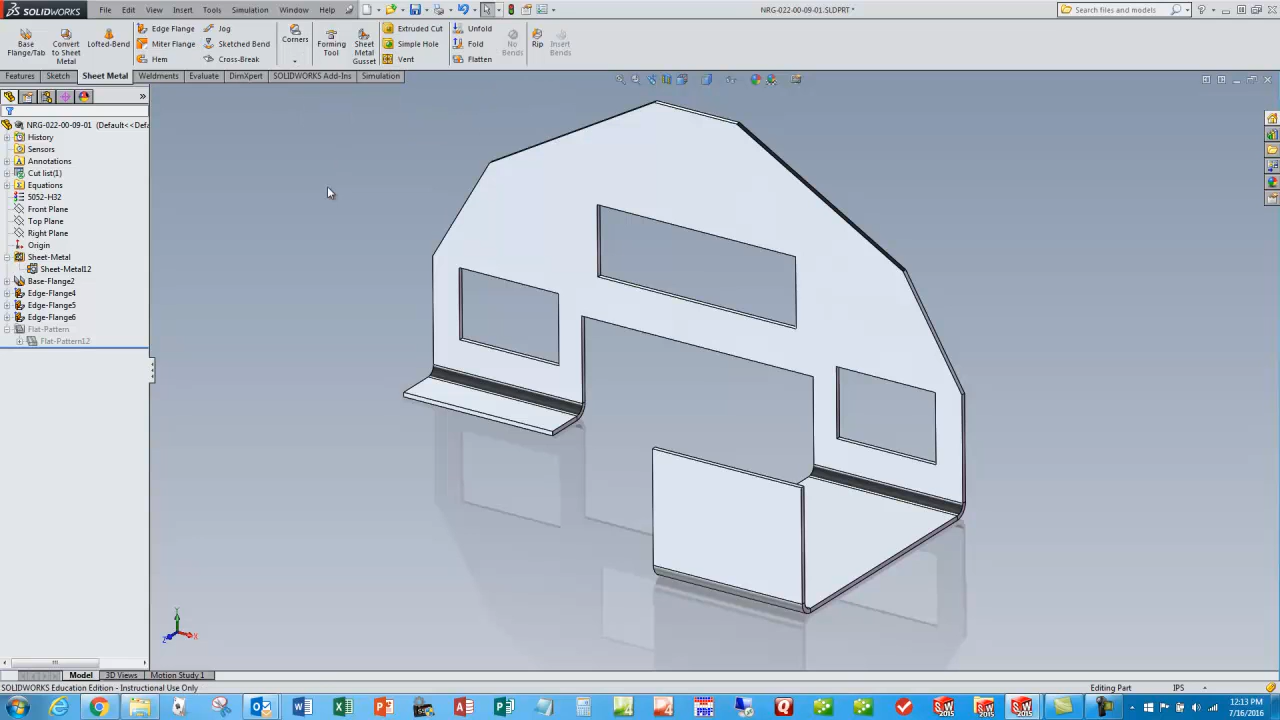 SOLIDWORKS File Edit View Insert Tools Simulation Window Help NRG-022-00-09-01.SLDPRT * Search files and models
Base Flange/Tab
Convert to Sheet Metal
Lofted-Bend
Edge Flange
Miter Flange
Hem
Jog
Sketched Bend
Cross-Break
Corners
Forming Tool
Sheet Metal Gusset
Extruded Cut
Simple Hole
Vent
Unfold
Fold
Flatten
No Bends
Rip
Insert Bends
Features Sketch Sheet Metal Weldments Evaluate DimXpert SOLIDWORKS Add-Ins Simulation
NRG-022-00-09-01 (Default<<Defa
History
Sensors
Annotations
Cut list(1)
Equations
5052-H32
Front Plane
Top Plane
Right Plane
Origin
Sheet-Metal
Sheet-Metal12
Base-Flange2
Edge-Flange4
Edge-Flange5
Edge-Flange6
Flat-Pattern
Flat-Pattern12
Y
X
Z
Model 3D Views Motion Study 1
SOLIDWORKS Education Edition - Instructional Use Only Editing Part IPS
12:13 PM
7/16/2016